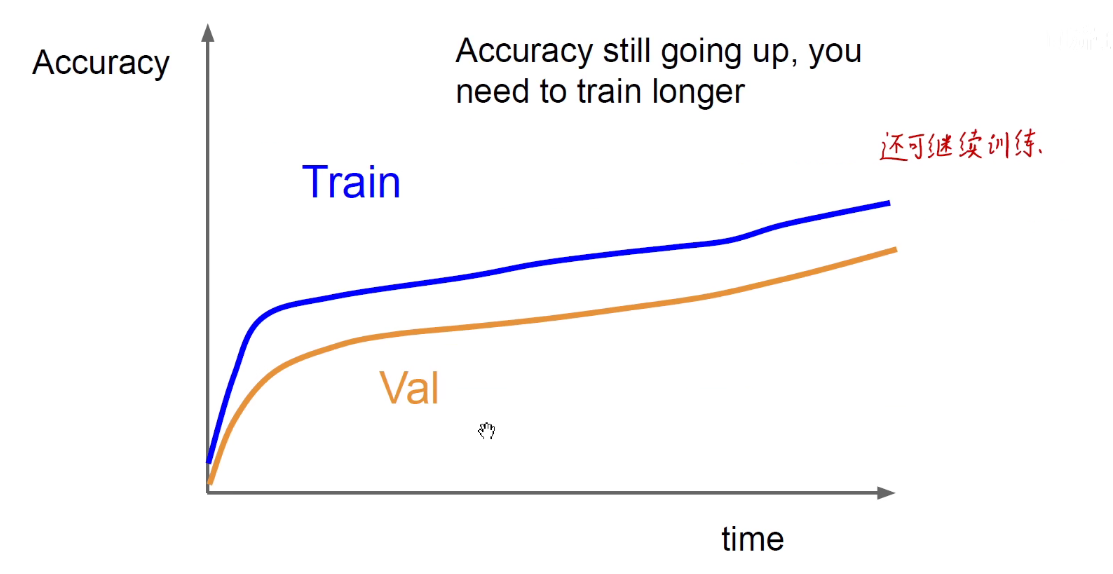 Accuracy
Accuracy still going up, you
need to train longer
还可继续训练.
Train
Val
time